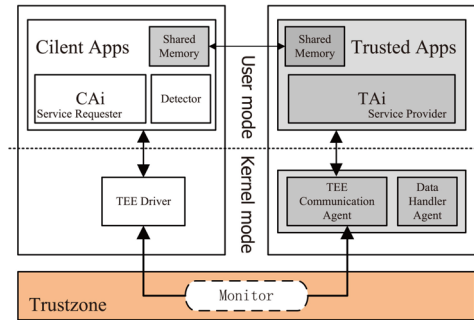 Cilent Apps
Shared
Memory
CAi
Service Requester
Detector
TEE Driver
User mode
Kernel mode
Shared
Memory
Trusted Apps
TAi
Service Provider
TEE
Communication
Agent
Data
Handler
Agent
Monitor
Trustzone